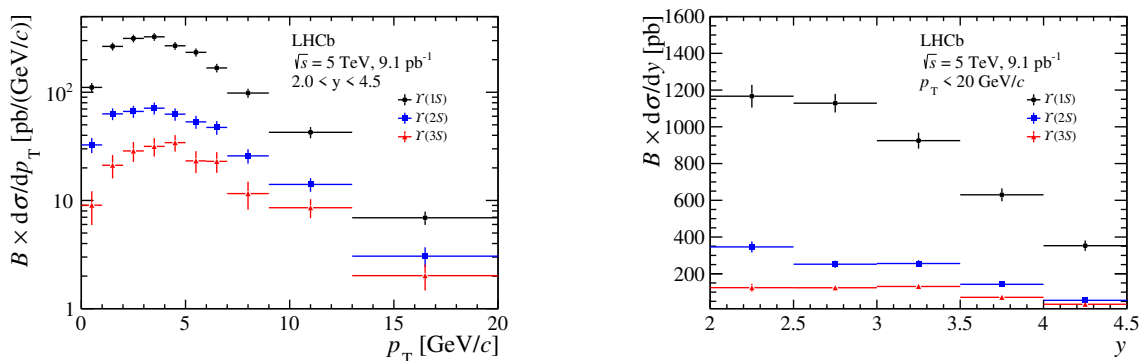 B × dσ/dp_T [pb/(GeV/c)]
10²
10
1
LHCb
√s = 5 TeV, 9.1 pb⁻¹
2.0 < y < 4.5
ϒ(1S)
ϒ(2S)
ϒ(3S)
0 5 10 15 20
p_T [GeV/c]
B × dσ/dy [pb]
1600
1400
1200
1000
800
600
400
200
LHCb
√s = 5 TeV, 9.1 pb⁻¹
p_T < 20 GeV/c
ϒ(1S)
ϒ(2S)
ϒ(3S)
2 2.5 3 3.5 4 4.5
y